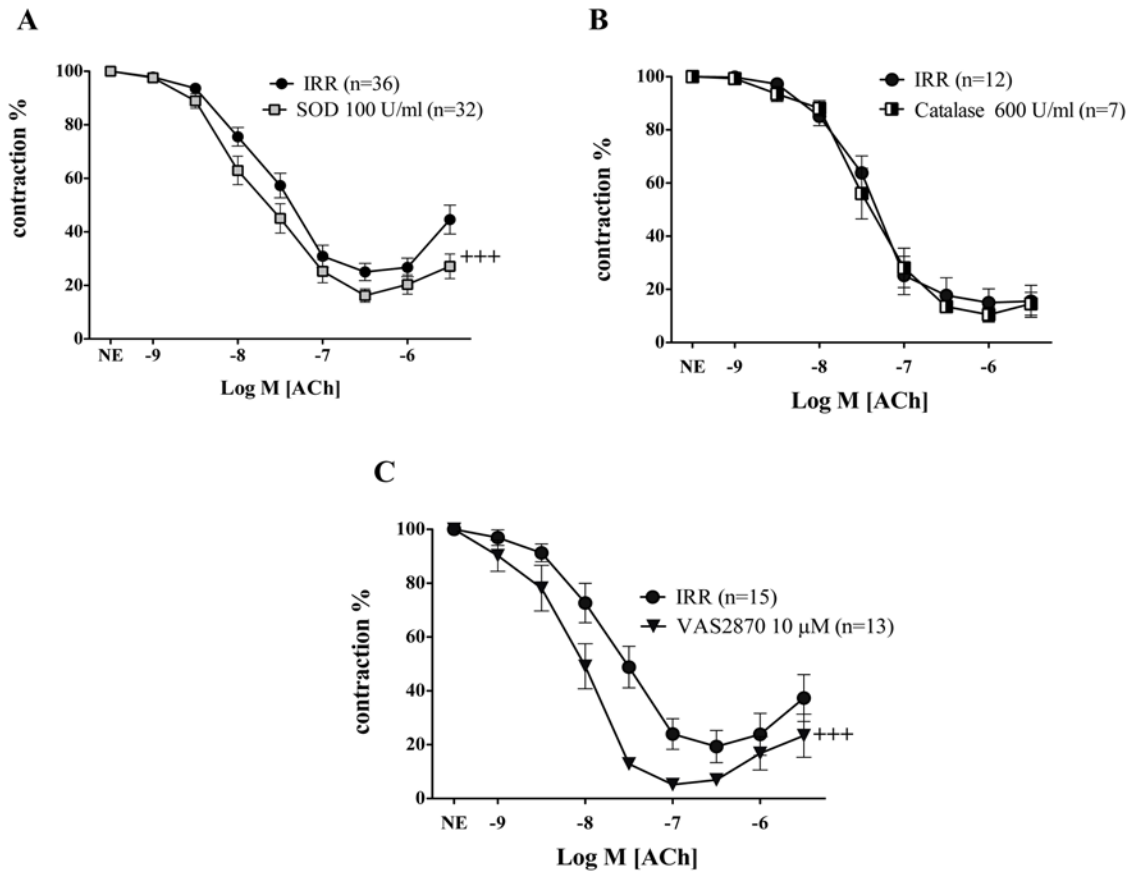 A
IRR (n=36)
SOD 100 U/ml (n=32)
contraction %
100
80
60
40
20
0
+++
NE -9 -8 -7 -6
Log M [ACh]
B
IRR (n=12)
Catalase 600 U/ml (n=7)
contraction %
100
80
60
40
20
0
NE -9 -8 -7 -6
Log M [ACh]
C
IRR (n=15)
VAS2870 10 μM (n=13)
contraction %
100
80
60
40
20
0
+++
NE -9 -8 -7 -6
Log M [ACh]